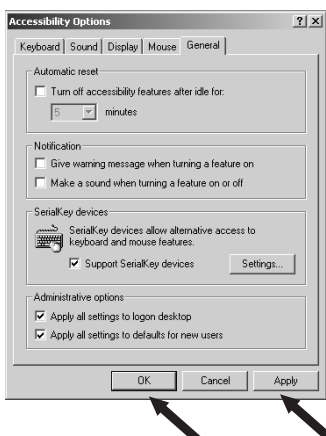 Accessibility Options
Keyboard Sound Display Mouse General
Automatic reset
Turn off accessibility features after idle for:
5 minutes
Notification
Give warning message when turning a feature on
Make a sound when turning a feature on or off
SerialKey devices
SerialKey devices allow alternative access to
keyboard and mouse features.
Support SerialKey devices Settings...
Administrative options
Apply all settings to logon desktop
Apply all settings to defaults for new users
OK Cancel Apply